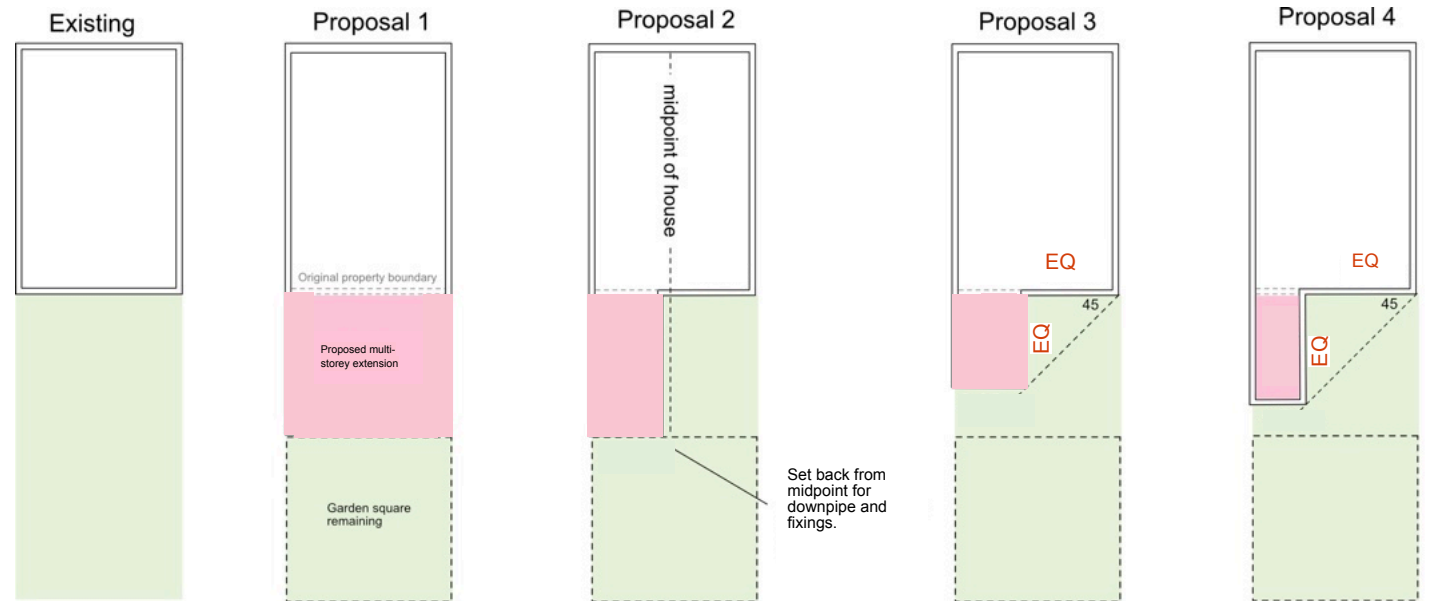 Existing
Proposal 1
Proposal 2
Proposal 3
Proposal 4
midpoint of house
Original property boundary
EQ
EQ
45
45
Proposed multi-
storey extension
EQ
EQ
Set back from
midpoint for
downpipe and
fixings.
Garden square
remaining